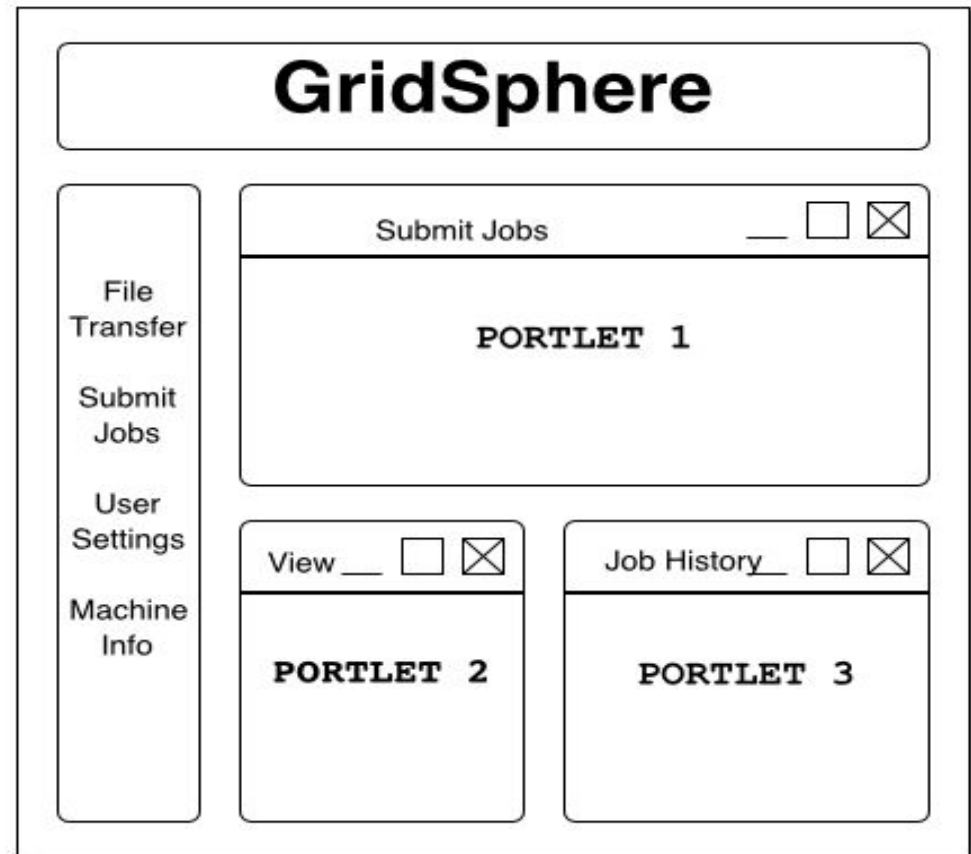 GridSphere
File
Transfer
Submit
Jobs
User
Settings
Machine
Info
Submit Jobs
PORTLET 1
View
PORTLET 2
Job History
PORTLET 3